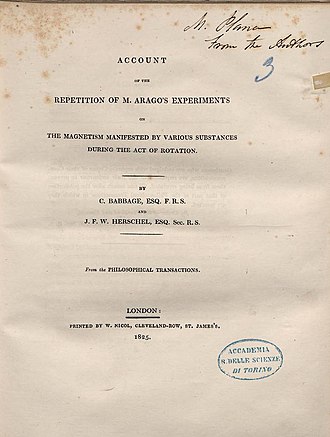 M. Plana
from the Authors
3
ACCOUNT
OF THE
REPETITION OF M. ARAGO'S EXPERIMENTS
ON
THE MAGNETISM MANIFESTED BY VARIOUS SUBSTANCES
DURING THE ACT OF ROTATION.
BY
C. BABBAGE, ESQ. F. R. S.
AND
J. F. W. HERSCHEL, ESQ. Sec. R. S.
From the PHILOSOPHICAL TRANSACTIONS.
LONDON:
PRINTED BY W. NICOL, CLEVELAND-ROW, ST. JAMES'S,
1825.
ACCADEMIA
R. DELLE SCIENZE
DI TORINO